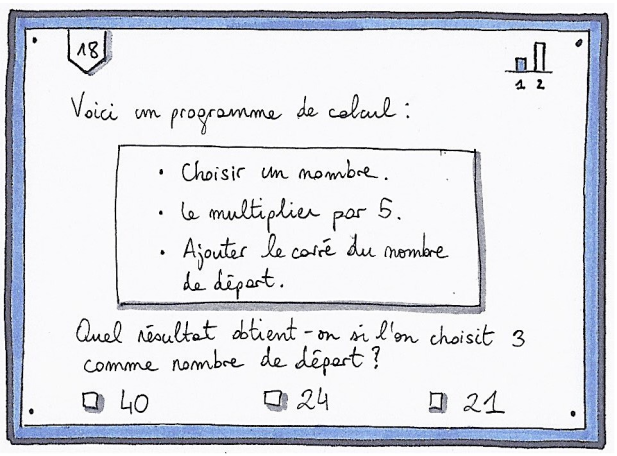 18
1 2
Voici un programme de calcul :
• Choisir un nombre.
• Le multiplier par 5.
• Ajouter le carré du nombre
de départ.
Quel résultat obtient-on si l'on choisit 3
comme nombre de départ ?
☐ 40 ☐ 24 ☐ 21